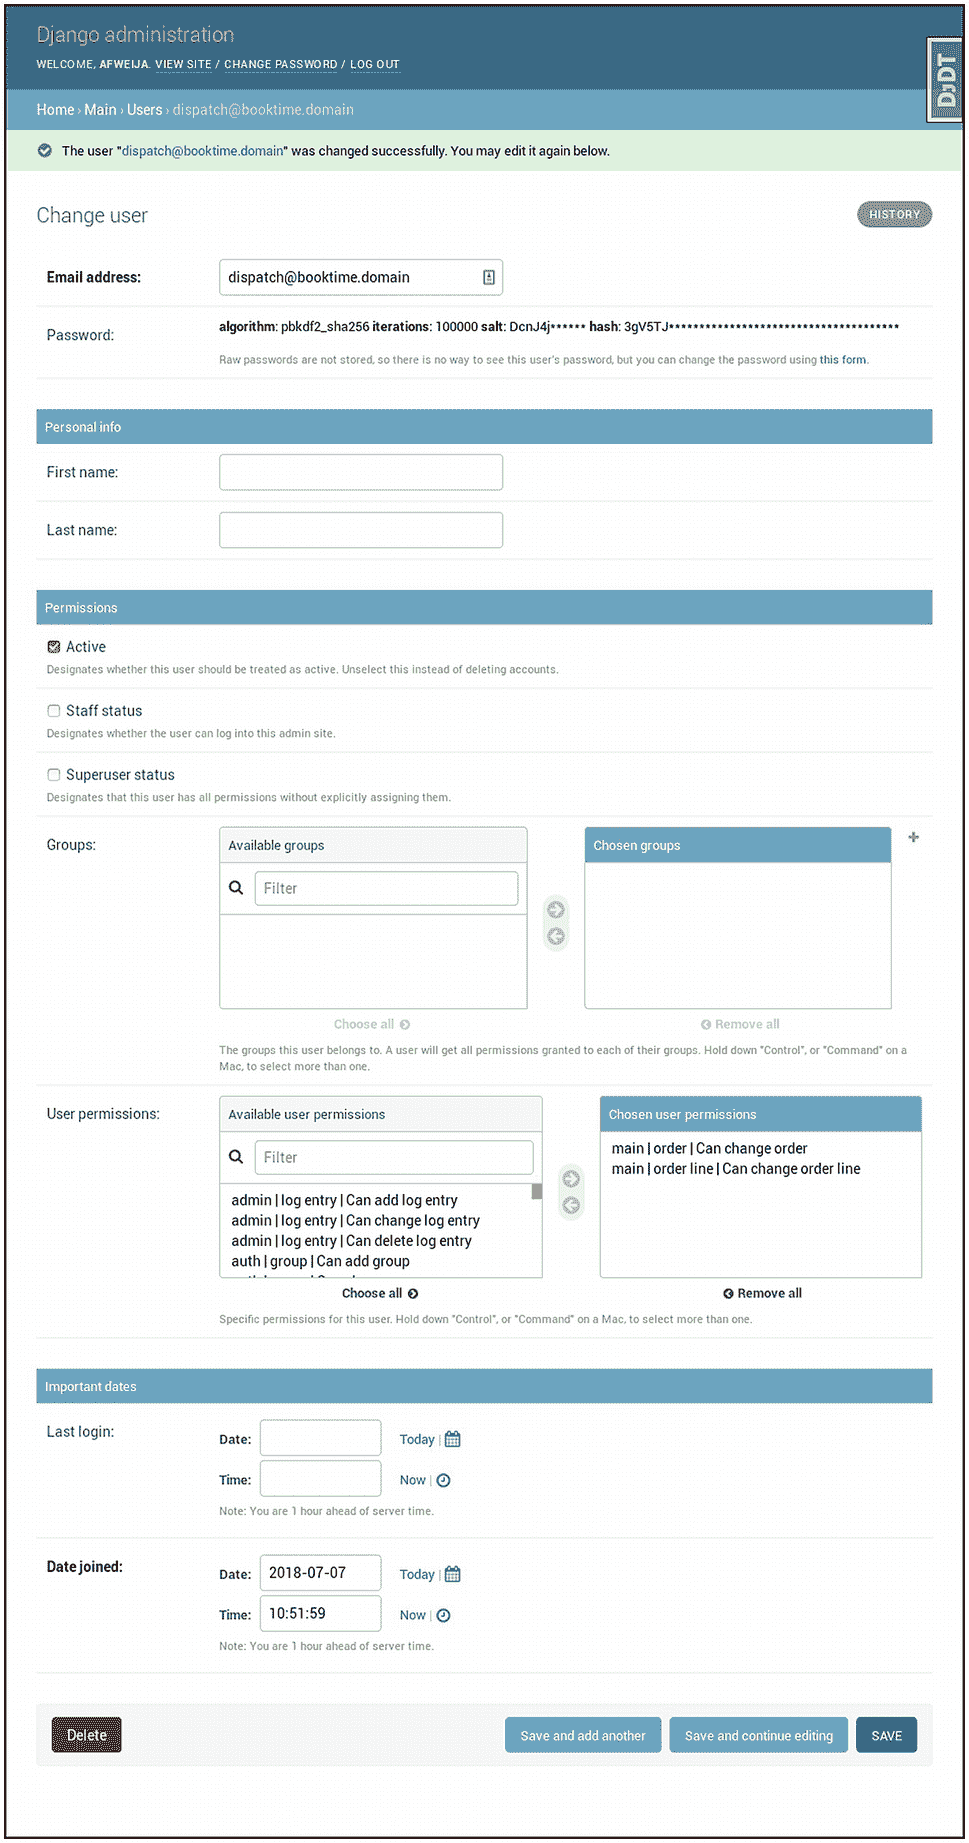 Django administration
WELCOME, AFWEIJA. VIEW SITE / CHANGE PASSWORD / LOG OUT
DJDT
Home › Main › Users › dispatch@booktime.domain
The user "dispatch@booktime.domain" was changed successfully. You may edit it again below.
Change user
HISTORY
Email address: dispatch@booktime.domain
Password: algorithm: pbkdf2_sha256 iterations: 100000 salt: DcnJ4j****** hash: 3gV5TJ**************************************
Raw passwords are not stored, so there is no way to see this user's password, but you can change the password using this form.
Personal info
First name:
Last name:
Permissions
Active
Designates whether this user should be treated as active. Unselect this instead of deleting accounts.
Staff status
Designates whether the user can log into this admin site.
Superuser status
Designates that this user has all permissions without explicitly assigning them.
Groups: Available groups Chosen groups
Filter
Choose all Remove all
The groups this user belongs to. A user will get all permissions granted to each of their groups. Hold down "Control", or "Command" on a
Mac, to select more than one.
User permissions: Available user permissions Chosen user permissions
Filter
main | order | Can change order
main | order line | Can change order line
admin | log entry | Can add log entry
admin | log entry | Can change log entry
admin | log entry | Can delete log entry
auth | group | Can add group
Choose all Remove all
Specific permissions for this user. Hold down "Control", or "Command" on a Mac, to select more than one.
Important dates
Last login: Date: Today |
Time: Now |
Note: You are 1 hour ahead of server time.
Date joined: Date: 2018-07-07 Today |
Time: 10:51:59 Now |
Note: You are 1 hour ahead of server time.
Delete Save and add another Save and continue editing SAVE